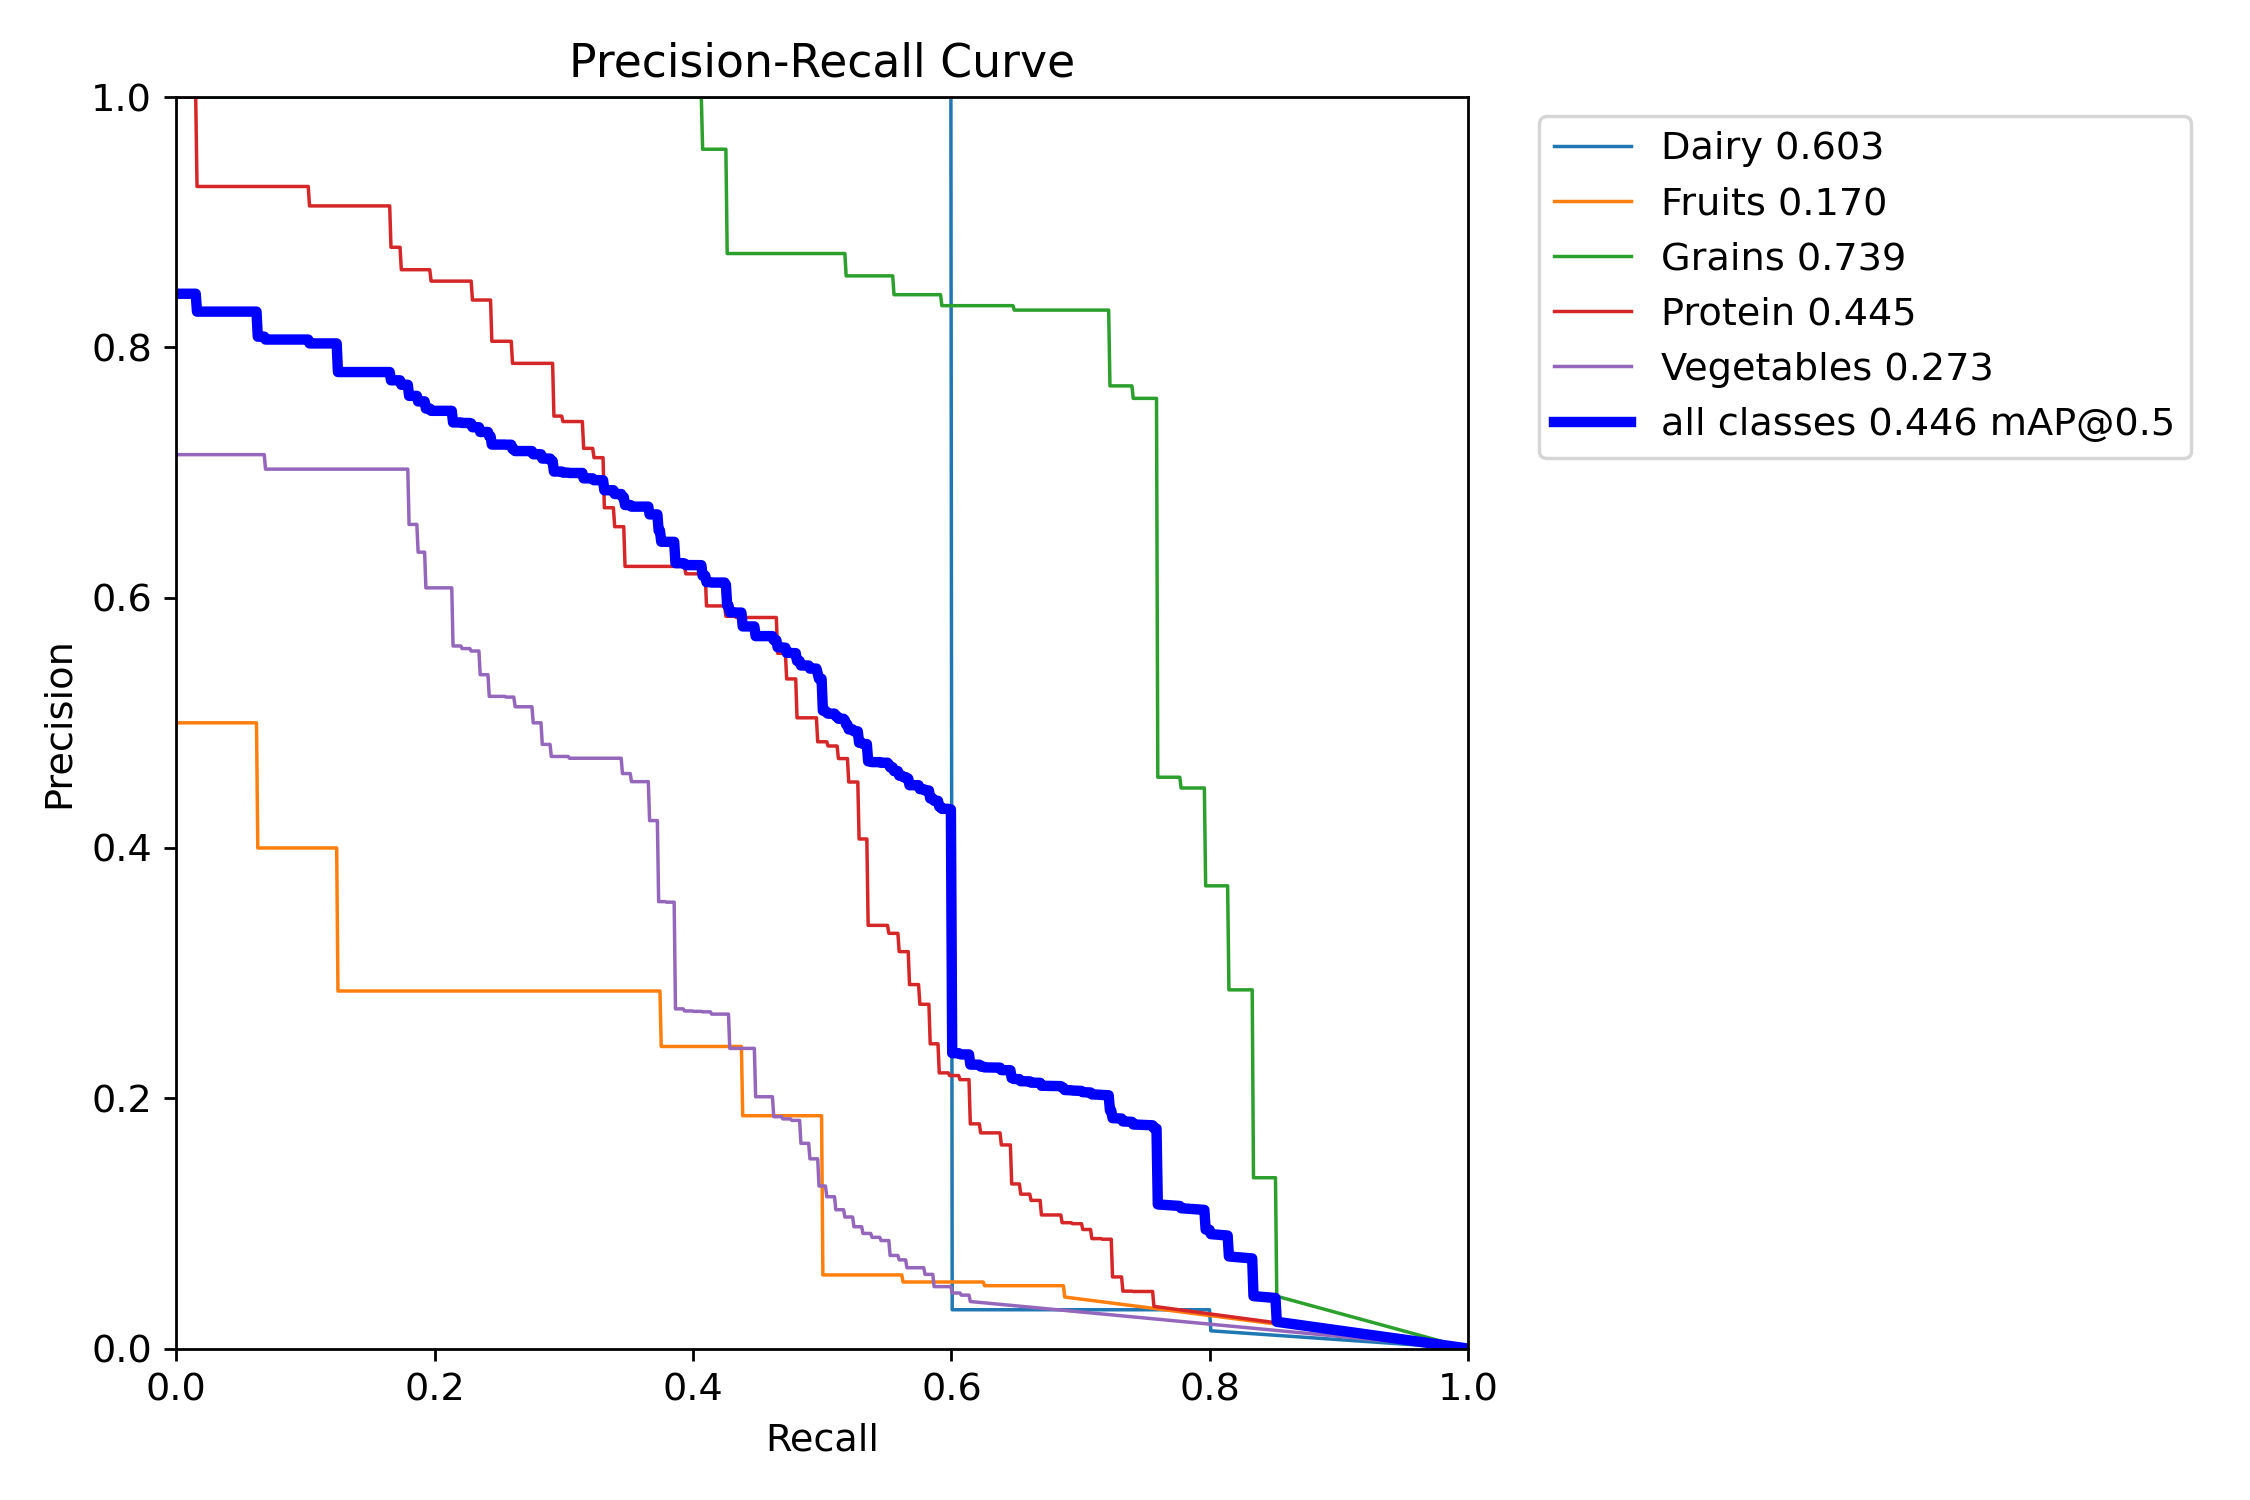 Precision-Recall Curve
1.0
0.8
0.6
0.4
0.2
0.0
Precision
0.0 0.2 0.4 0.6 0.8 1.0
Recall
Dairy 0.603
Fruits 0.170
Grains 0.739
Protein 0.445
Vegetables 0.273
all classes 0.446 mAP@0.5